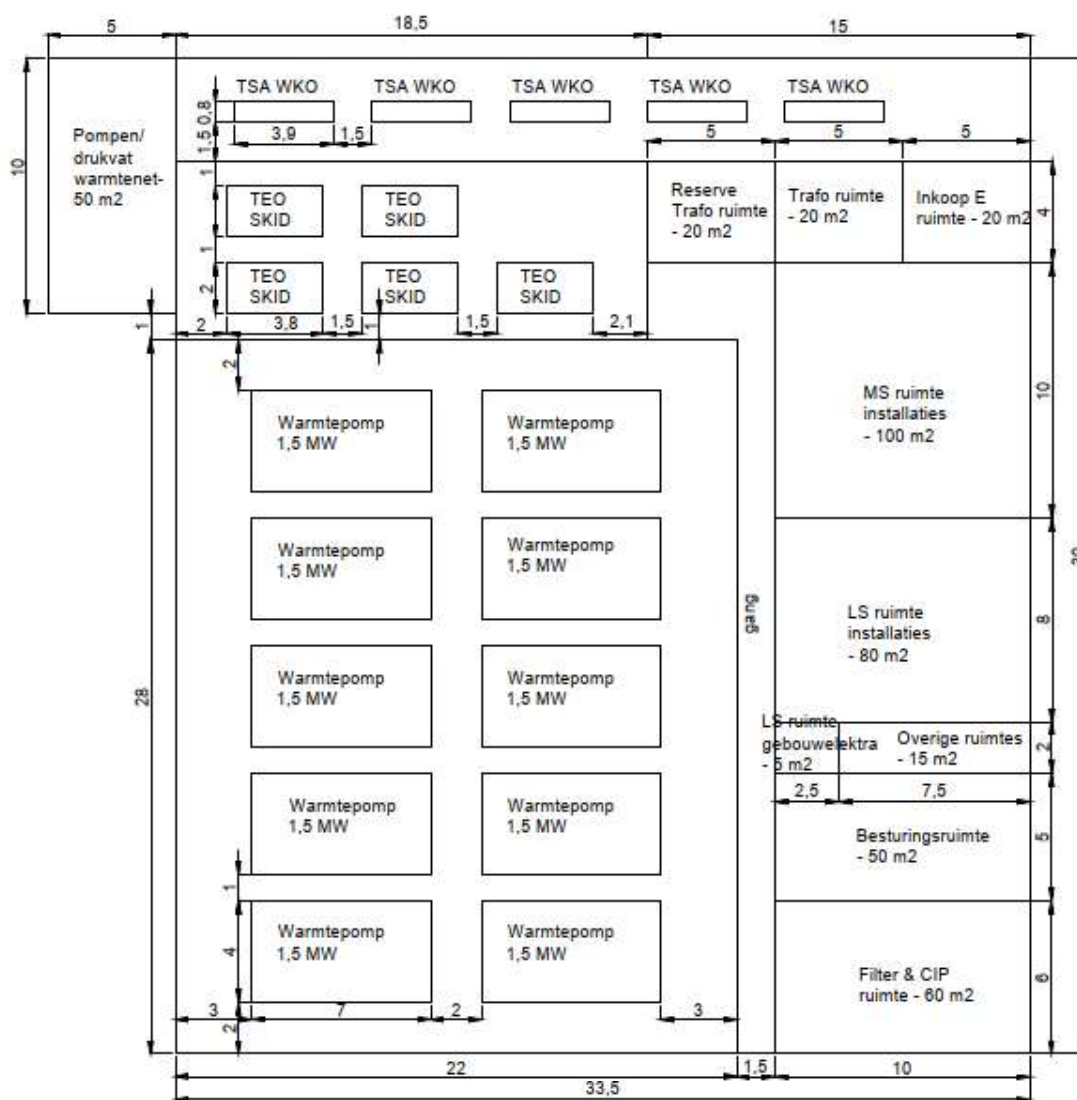 5
18,5
15
TSA WKO
TSA WKO
TSA WKO
TSA WKO
TSA WKO
0,8
3,9
1,5
1,5
5
5
5
10
Pompen/
drukvat
warmtenet-
50 m2
1
TEO
SKID
TEO
SKID
Reserve
Trafo ruimte
- 20 m2
Trafo ruimte
- 20 m2
Inkoop E
ruimte - 20 m2
4
1
2
TEO
SKID
TEO
SKID
TEO
SKID
1
2
3,8
1,5
1
1,5
2,1
2
Warmtepomp
1,5 MW
Warmtepomp
1,5 MW
MS ruimte
installaties
- 100 m2
10
Warmtepomp
1,5 MW
Warmtepomp
1,5 MW
gang
LS ruimte
installaties
- 80 m2
8
28
Warmtepomp
1,5 MW
Warmtepomp
1,5 MW
LS ruimte
gebouwelektra
- 5 m2
Overige ruimtes
- 15 m2
2
2,5
7,5
Warmtepomp
1,5 MW
Warmtepomp
1,5 MW
Besturingsruimte
- 50 m2
5
1
4
Warmtepomp
1,5 MW
Warmtepomp
1,5 MW
Filter & CIP
ruimte - 60 m2
6
3
7
2
3
2
22
1,5
10
33,5